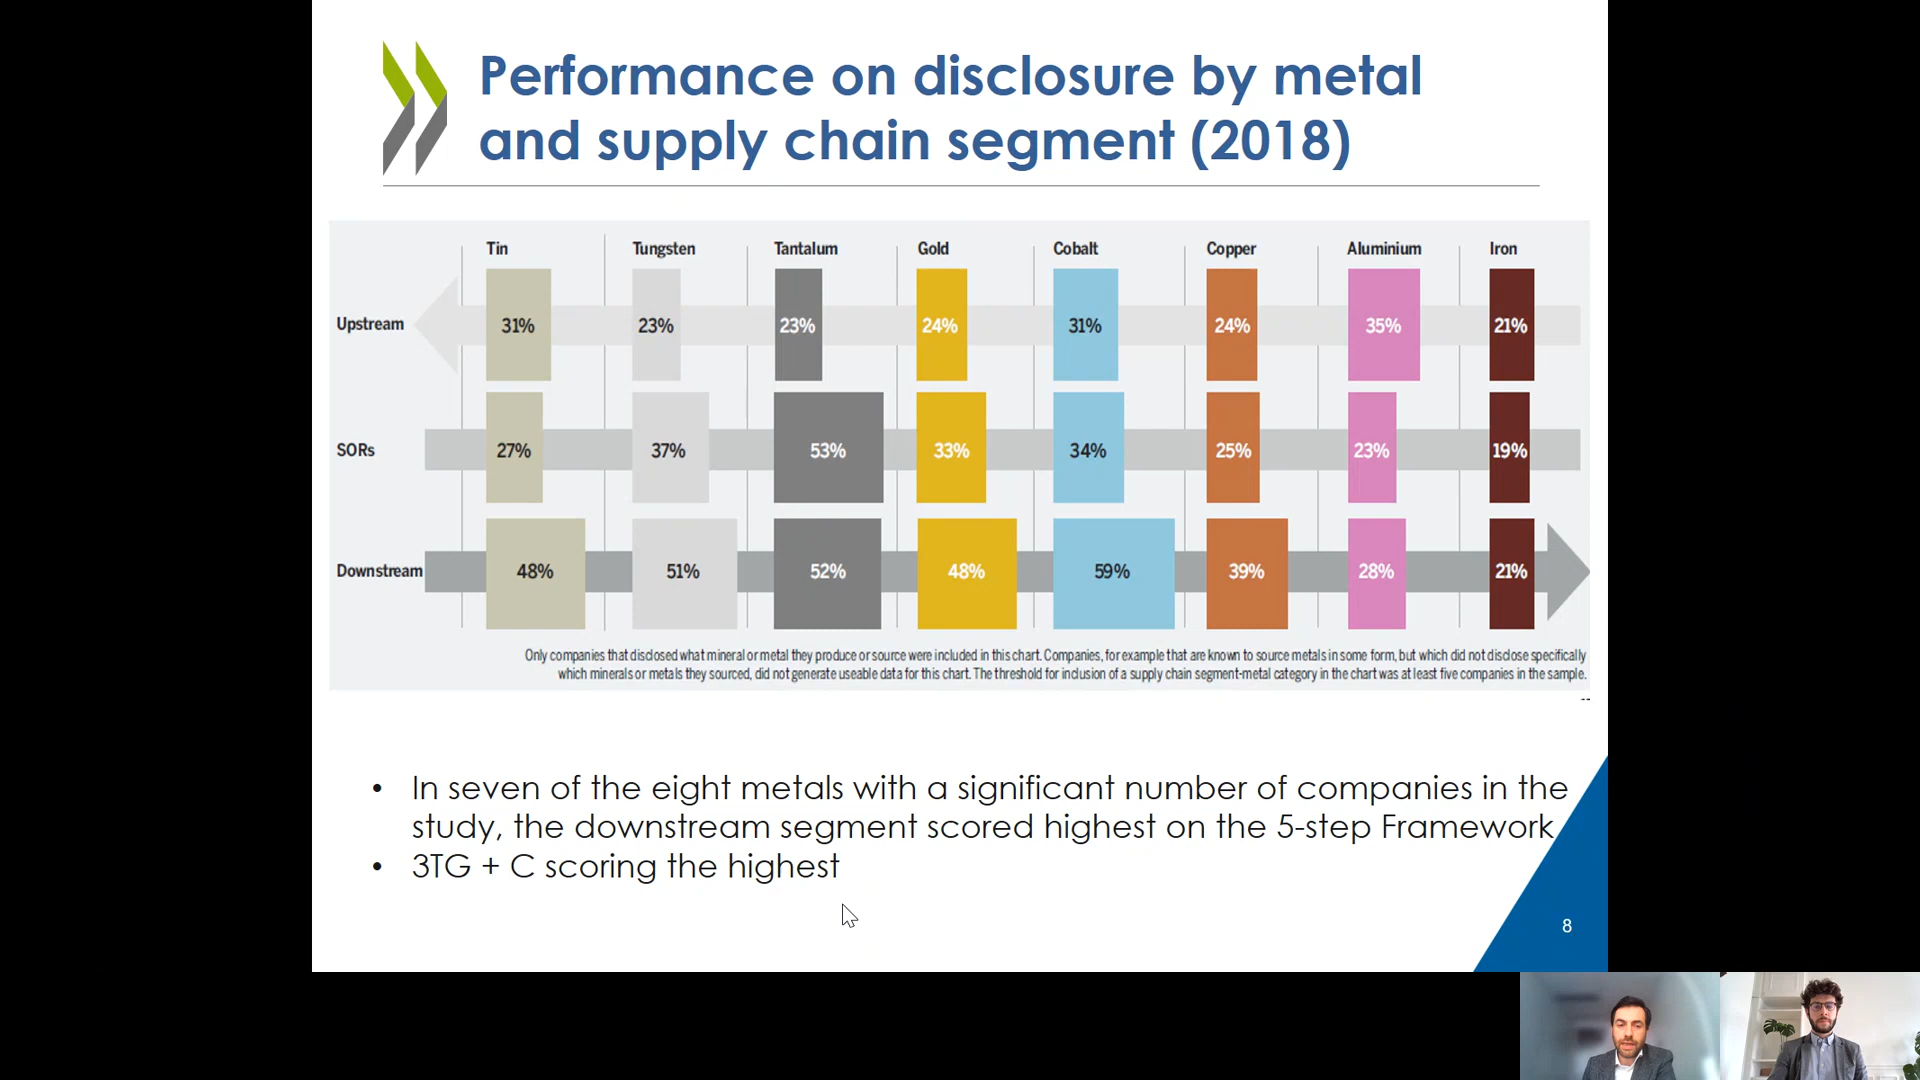 Performance on disclosure by metal
and supply chain segment (2018)
Tin Tungsten Tantalum Gold Cobalt Copper Aluminium Iron
Upstream 31% 23% 23% 24% 31% 24% 35% 21%
SORs 27% 37% 53% 33% 34% 25% 23% 19%
Downstream 48% 51% 52% 48% 59% 39% 28% 21%
Only companies that disclosed what mineral or metal they produce or source were included in this chart. Companies, for example that are known to source metals in some form, but which did not disclose specifically
which minerals or metals they sourced, did not generate useable data for this chart. The threshold for inclusion of a supply chain segment-metal category in the chart was at least five companies in the sample.
• In seven of the eight metals with a significant number of companies in the
study, the downstream segment scored highest on the 5-step Framework
• 3TG + C scoring the highest
8